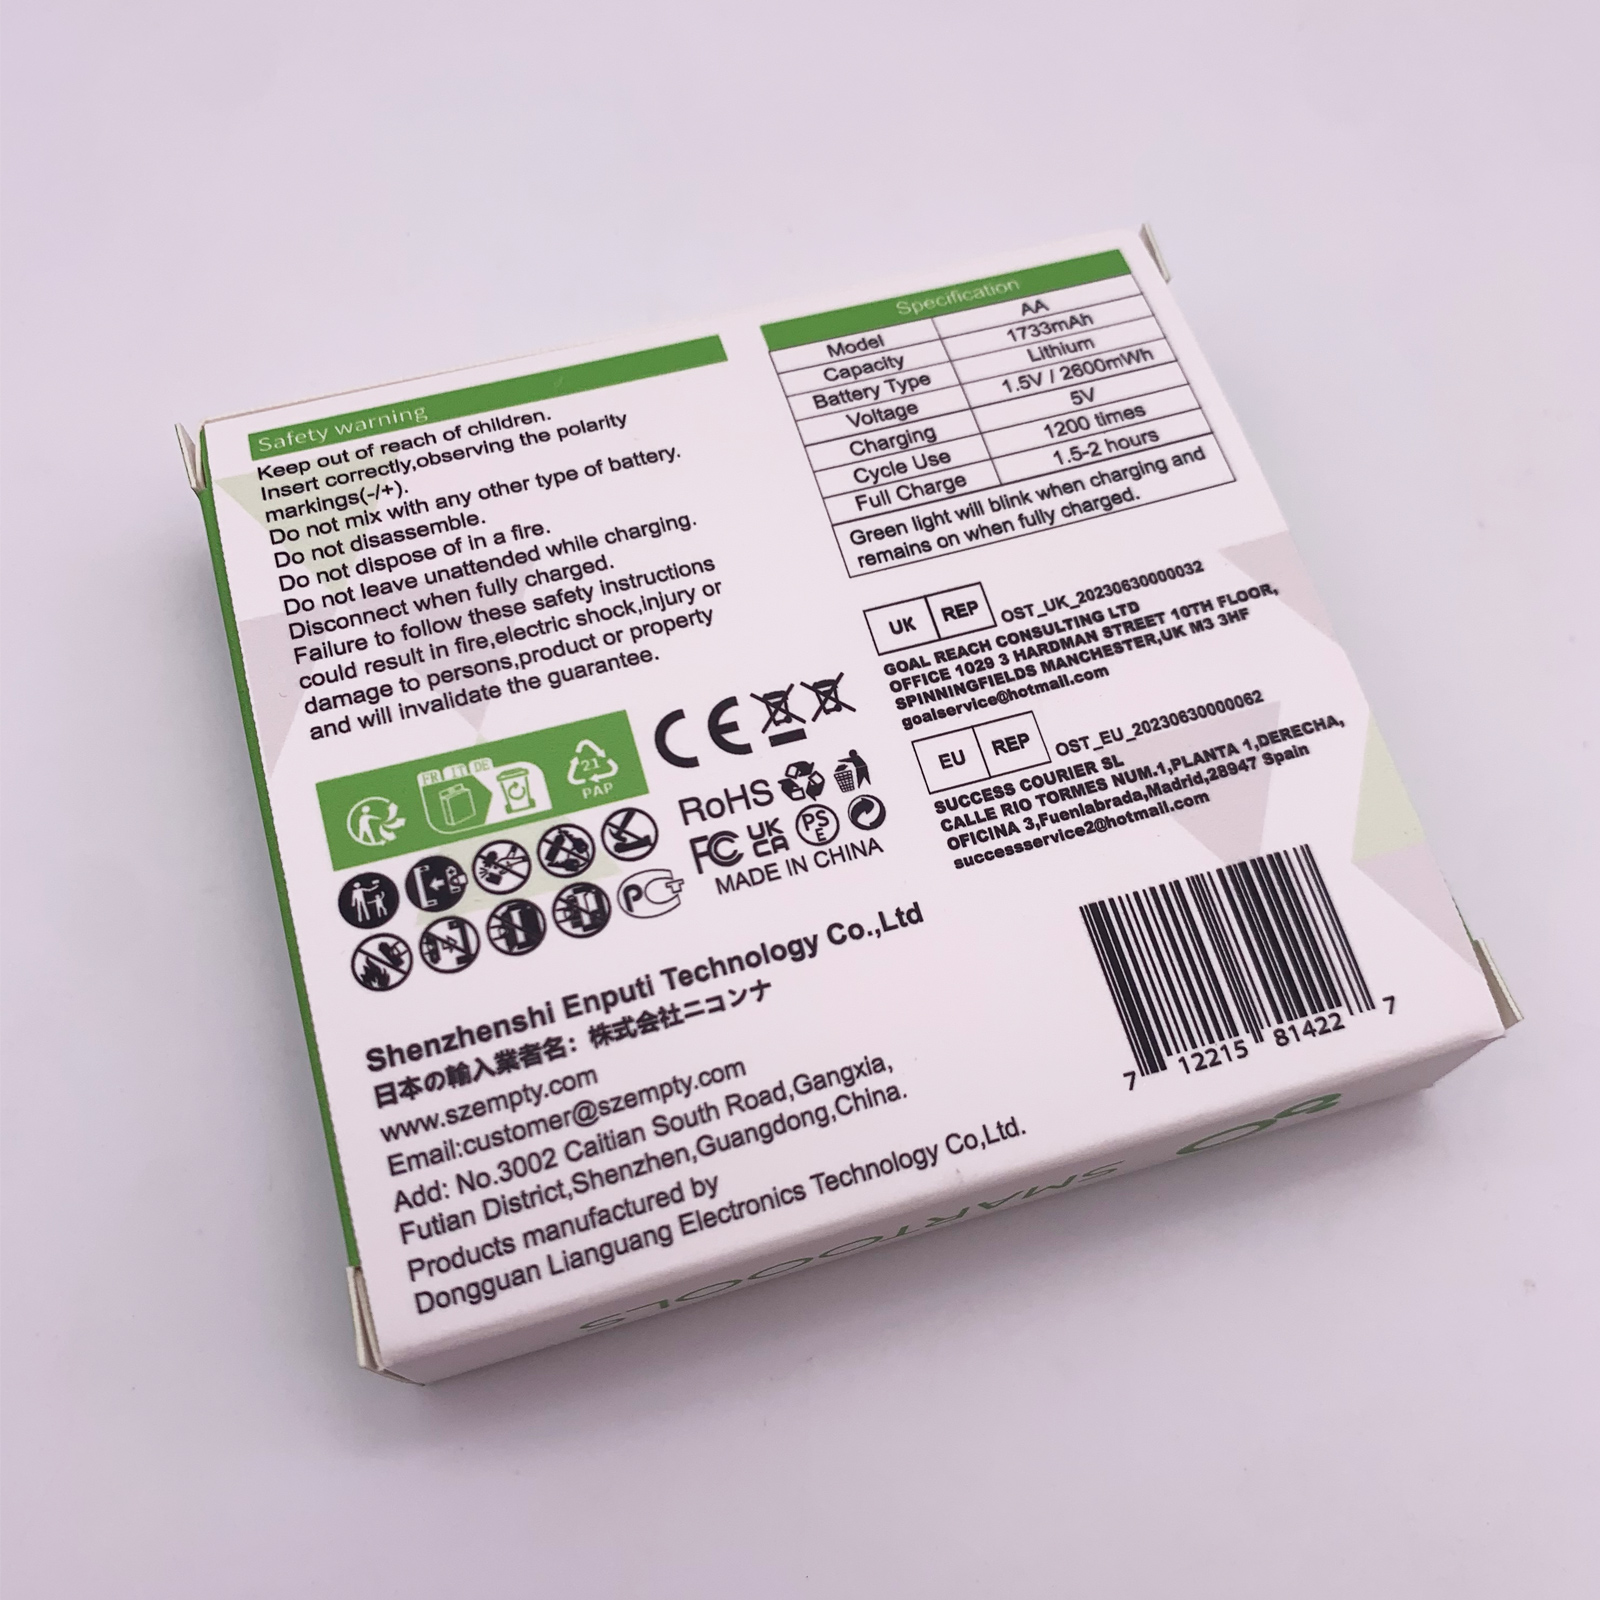 Safety warning
Keep out of reach of children.
Insert correctly,observing the polarity
markings(-/+).
Do not mix with any other type of battery.
Do not disassemble.
Do not dispose of in a fire.
Do not leave unattended while charging.
Disconnect when fully charged.
Failure to follow these safety instructions
could result in fire,electric shock,injury or
damage to persons,product or property
and will invalidate the guarantee.
Specification
Model AA
Capacity 1733mAh
Battery Type Lithium
Voltage 1.5V / 2600mWh
Charging 5V
Cycle Use 1200 times
Full Charge 1.5-2 hours
Green light will blink when charging and
remains on when fully charged.
UK REP OST_UK_20230630000032
GOAL REACH CONSULTING LTD
OFFICE 1029 3 HARDMAN STREET 10TH FLOOR,
SPINNINGFIELDS MANCHESTER,UK M3 3HF
goalservice@hotmail.com
EU REP OST_EU_20230630000062
SUCCESS COURIER SL
CALLE RIO TORMES NUM.1,PLANTA 1,DERECHA,
OFICINA 3,Fuenlabrada,Madrid,28947 Spain
successservice2@hotmail.com
FR IT DE
21
PAP
CE
RoHS
FC UK CA PSE
MADE IN CHINA
Shenzhenshi Enputi Technology Co.,Ltd
日本の輸入業者名：株式会社ニコンナ
www.szempty.com
Email:customer@szempty.com
Add: No.3002 Caitian South Road,Gangxia,
Futian District,Shenzhen,Guangdong,China.
Products manufactured by
Dongguan Lianguang Electronics Technology Co,Ltd.
7 12215 81422 7
SMARTOOOLS